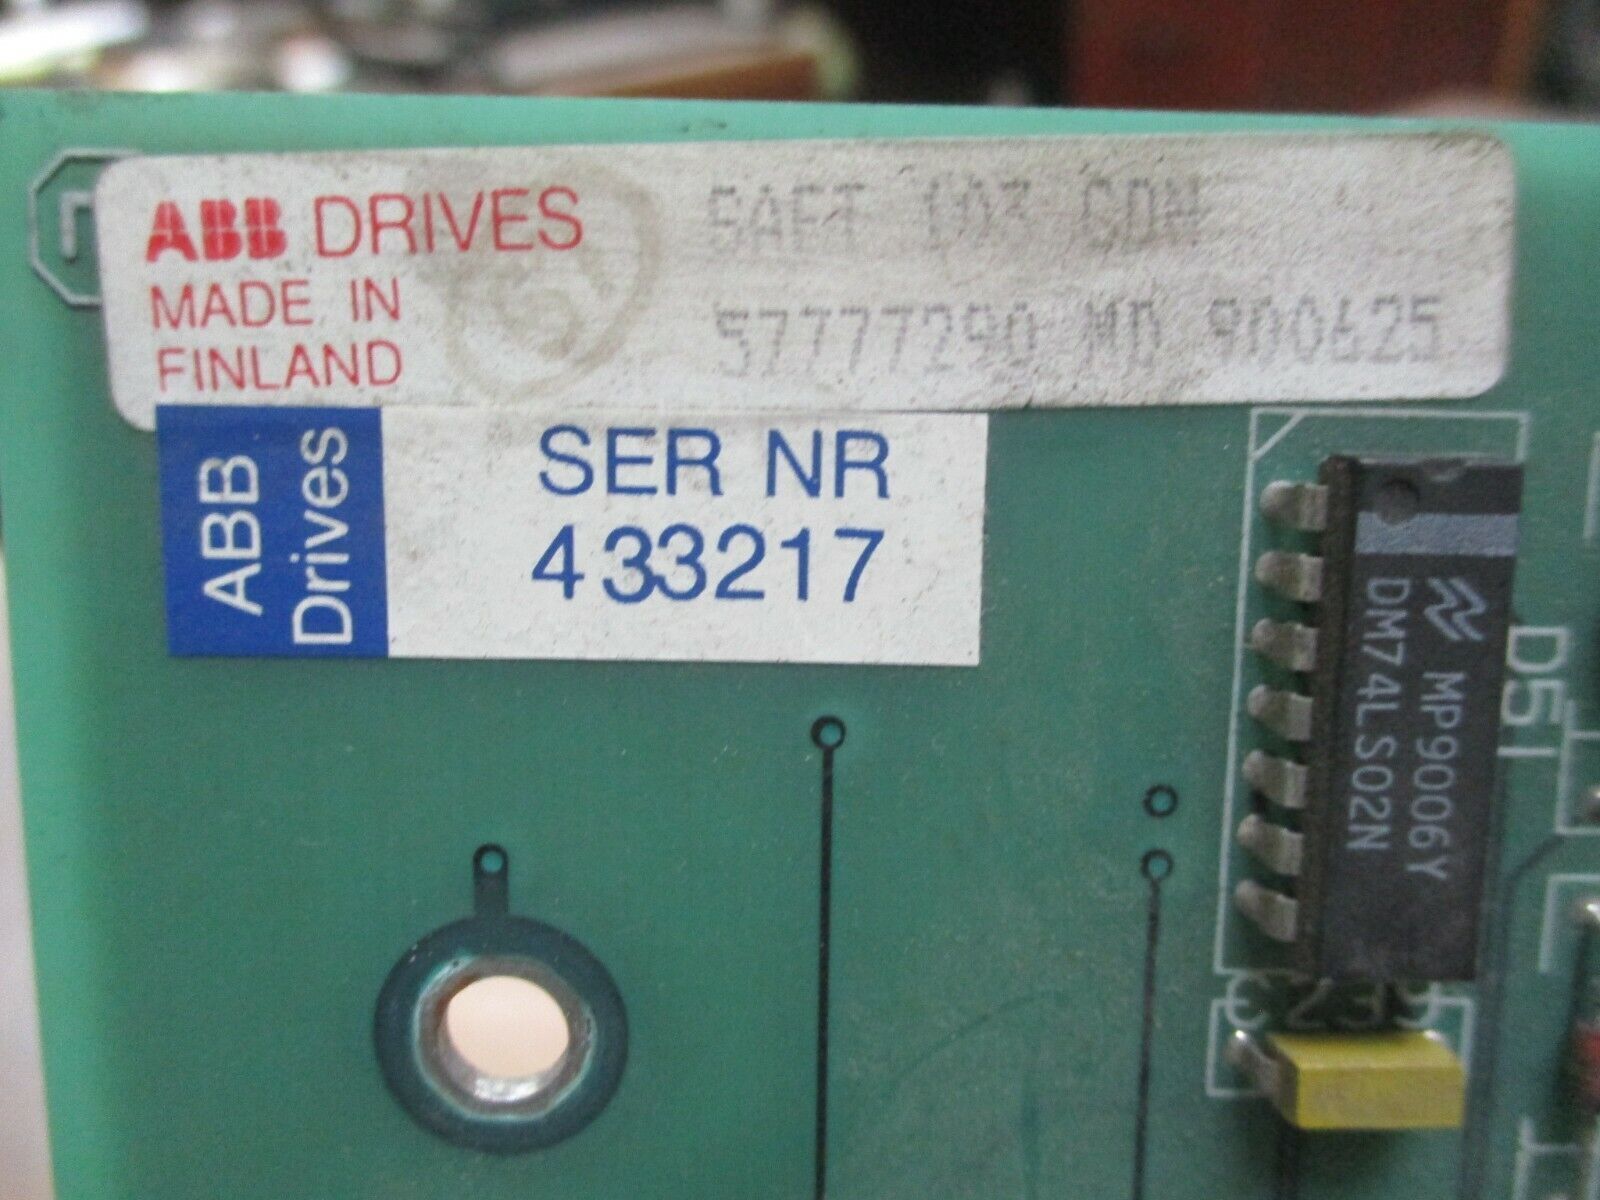 ABB DRIVES
MADE IN
FINLAND
SAFT 103 CON
57777290 MD 900625
ABB
Drives
SER NR
433217
MP9006Y
DM74LS02N
D51